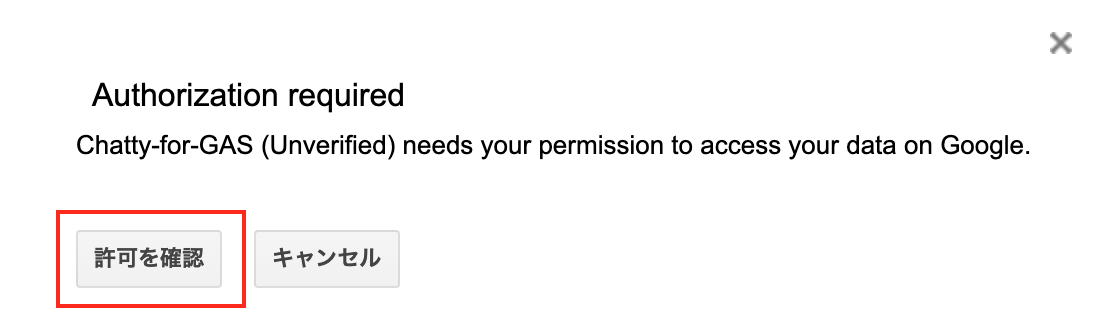 Authorization required
Chatty-for-GAS (Unverified) needs your permission to access your data on Google.
許可を確認 キャンセル